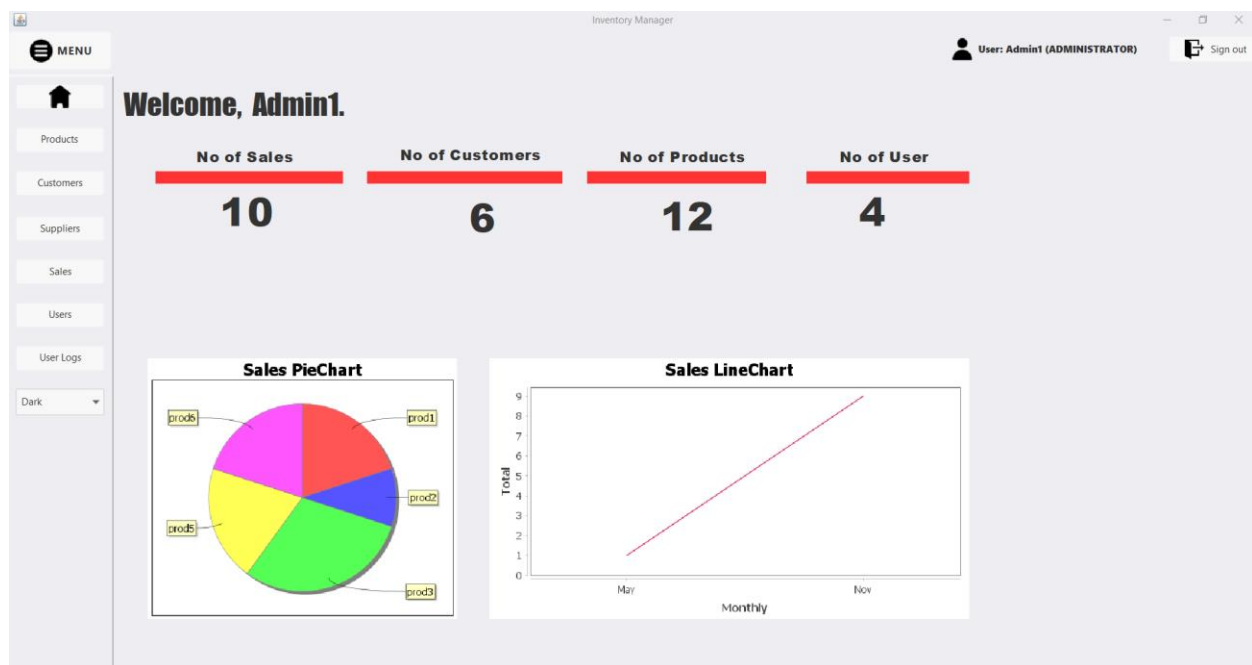 Inventory Manager
MENU
User: Admin1 (ADMINISTRATOR)
Sign out
Products
Customers
Suppliers
Sales
Users
User Logs
Dark
Welcome, Admin1.
No of Sales
10
No of Customers
6
No of Products
12
No of User
4
Sales PieChart
prod6
prod1
prod2
prod5
prod3
Sales LineChart
Total
9
8
7
6
5
4
3
2
1
0
May
Nov
Monthly